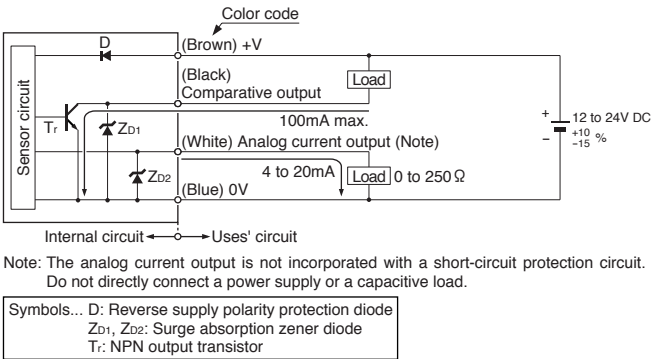 Color code
D
(Brown) +V
(Black)
Comparative output
Load
100mA max.
Sensor circuit
Tr
ZD1
+
12 to 24V DC
+10
−15 %
−
(White) Analog current output (Note)
ZD2
4 to 20mA
Load
0 to 250 Ω
(Blue) 0V
Internal circuit
Uses' circuit
Note: The analog current output is not incorporated with a short-circuit protection circuit.
Do not directly connect a power supply or a capacitive load.
Symbols... D: Reverse supply polarity protection diode
ZD1, ZD2: Surge absorption zener diode
Tr: NPN output transistor